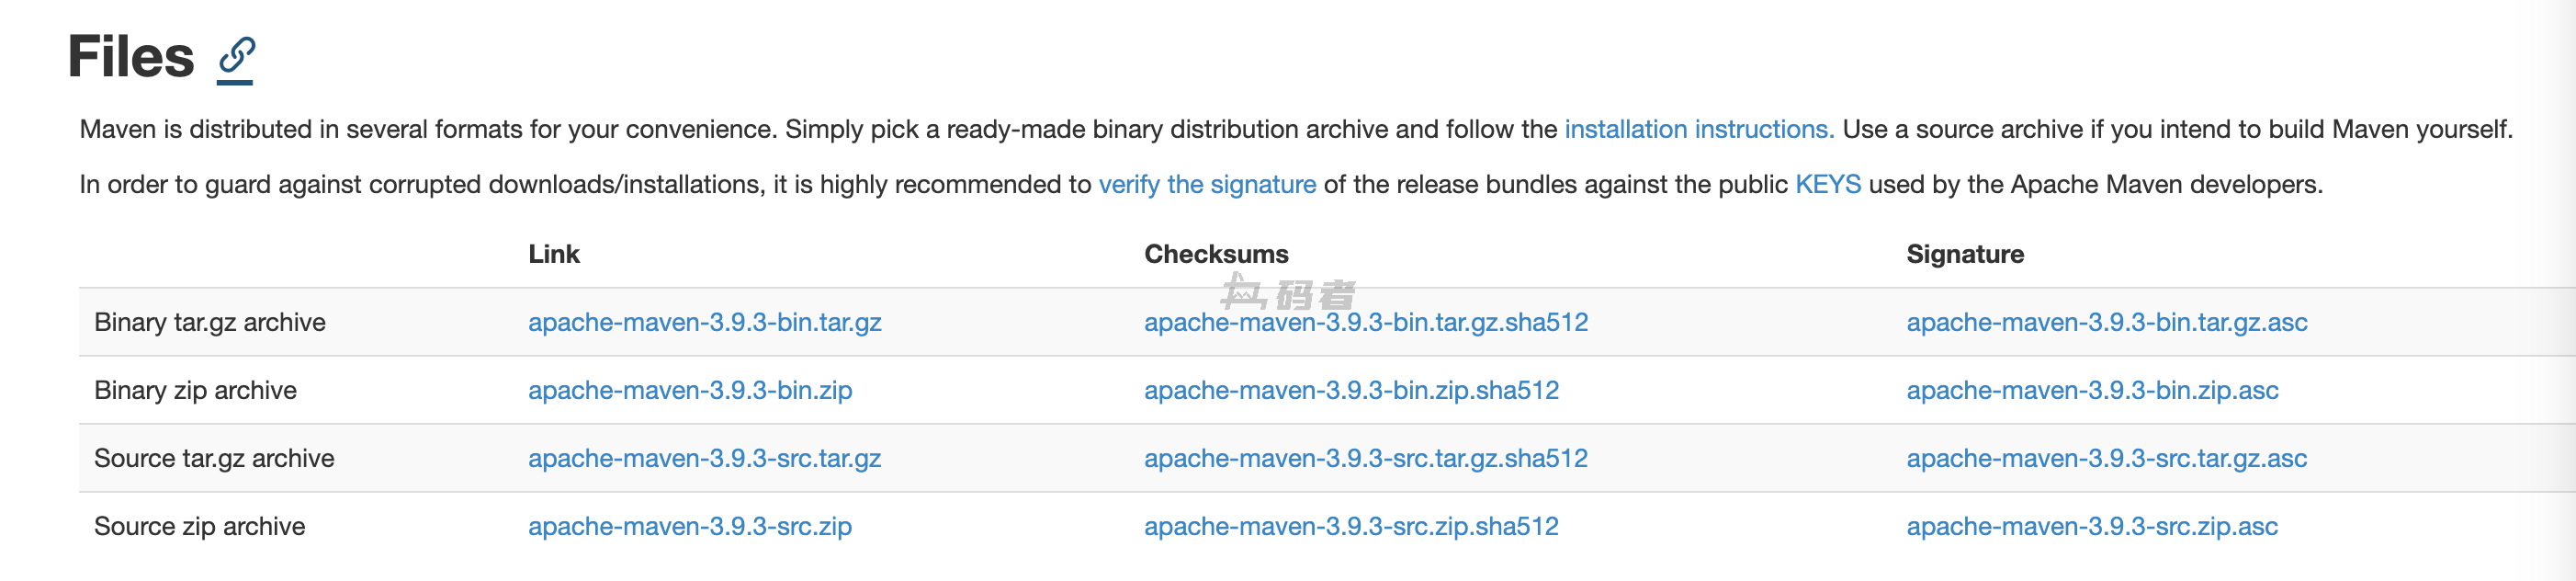 Files
Maven is distributed in several formats for your convenience. Simply pick a ready-made binary distribution archive and follow the installation instructions. Use a source archive if you intend to build Maven yourself.
In order to guard against corrupted downloads/installations, it is highly recommended to verify the signature of the release bundles against the public KEYS used by the Apache Maven developers.
Link Checksums Signature
码者
Binary tar.gz archive apache-maven-3.9.3-bin.tar.gz apache-maven-3.9.3-bin.tar.gz.sha512 apache-maven-3.9.3-bin.tar.gz.asc
Binary zip archive apache-maven-3.9.3-bin.zip apache-maven-3.9.3-bin.zip.sha512 apache-maven-3.9.3-bin.zip.asc
Source tar.gz archive apache-maven-3.9.3-src.tar.gz apache-maven-3.9.3-src.tar.gz.sha512 apache-maven-3.9.3-src.tar.gz.asc
Source zip archive apache-maven-3.9.3-src.zip apache-maven-3.9.3-src.zip.sha512 apache-maven-3.9.3-src.zip.asc